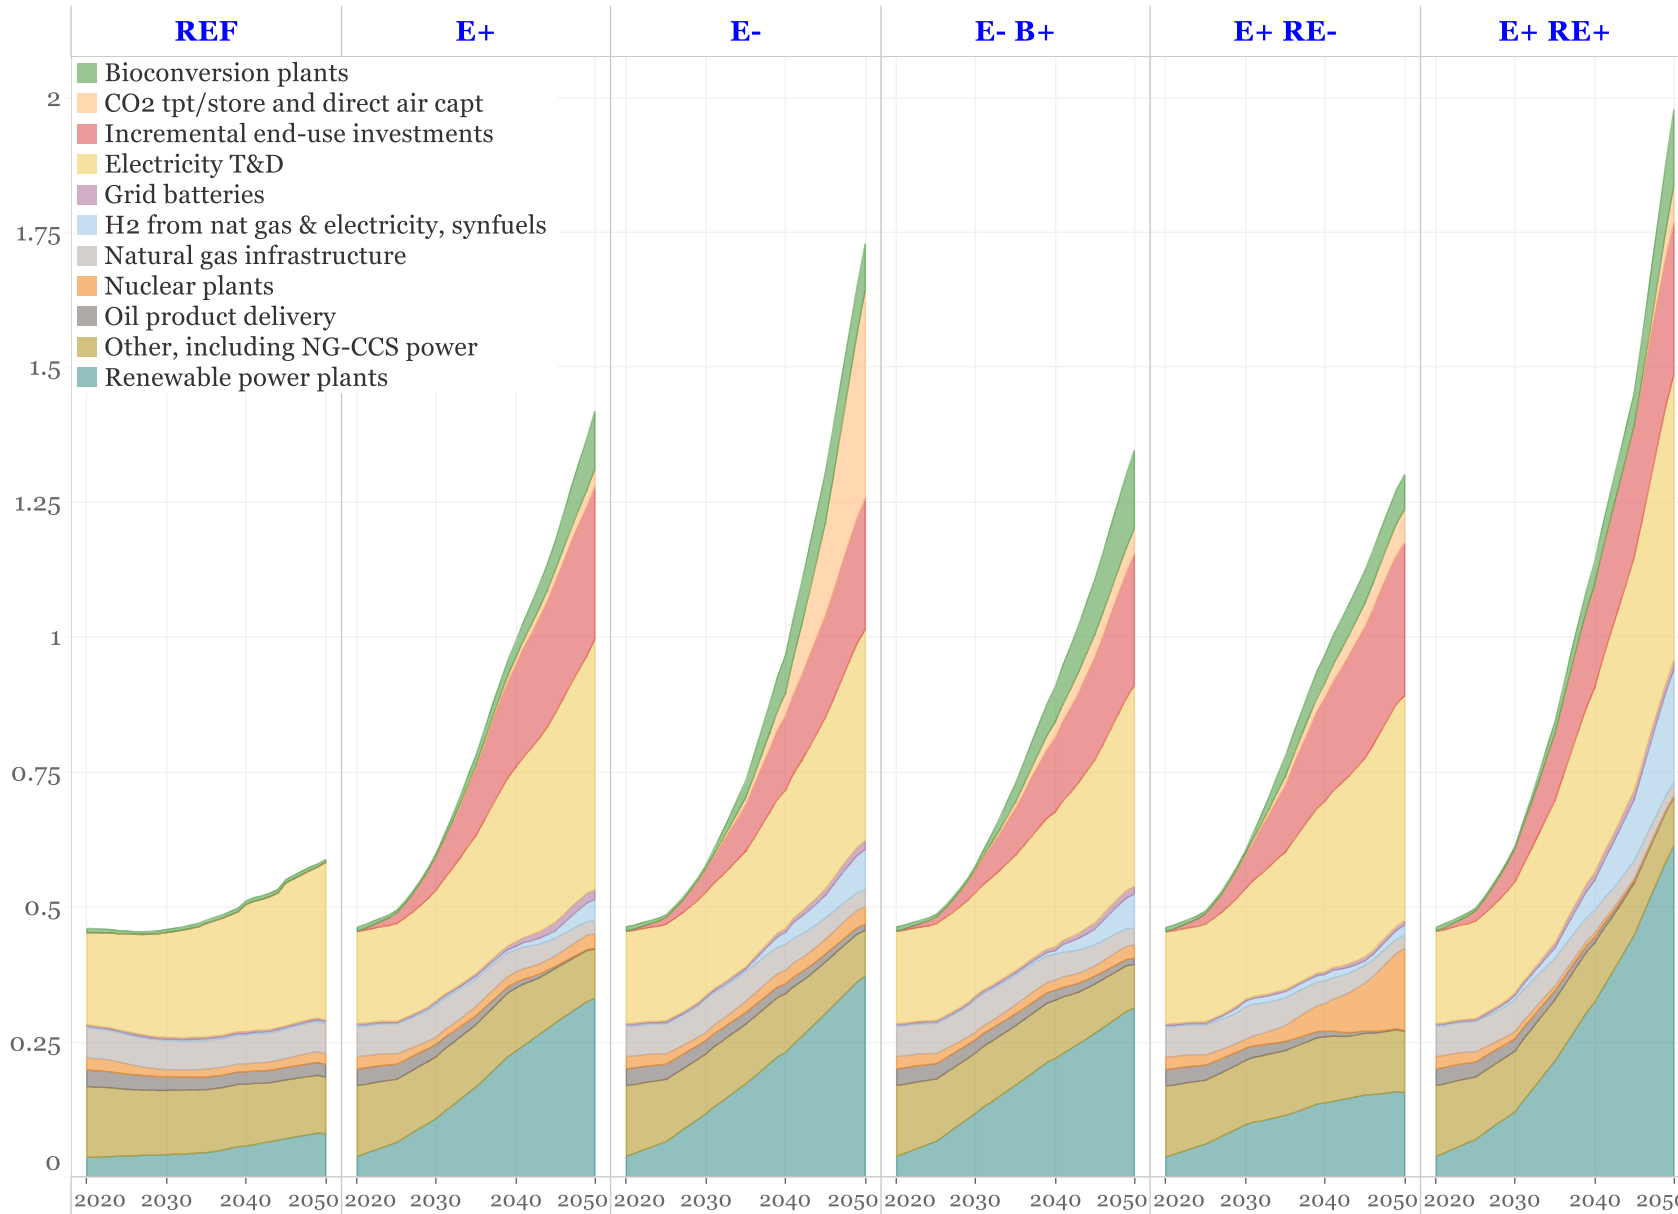 REF E+ E- E- B+ E+ RE- E+ RE+
Bioconversion plants
CO2 tpt/store and direct air capt
Incremental end-use investments
Electricity T&D
Grid batteries
H2 from nat gas & electricity, synfuels
Natural gas infrastructure
Nuclear plants
Oil product delivery
Other, including NG-CCS power
Renewable power plants
2
1.75
1.5
1.25
1
0.75
0.5
0.25
0
2020 2030 2040 2050 2020 2030 2040 2050 2020 2030 2040 2050 2020 2030 2040 2050 2020 2030 2040 2050 2020 2030 2040 205